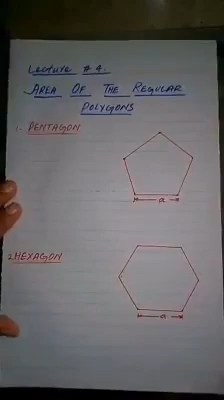 Lecture # 4.
AREA OF THE REGULAR
POLYGONS
1. PENTAGON
a
2. HEXAGON
a